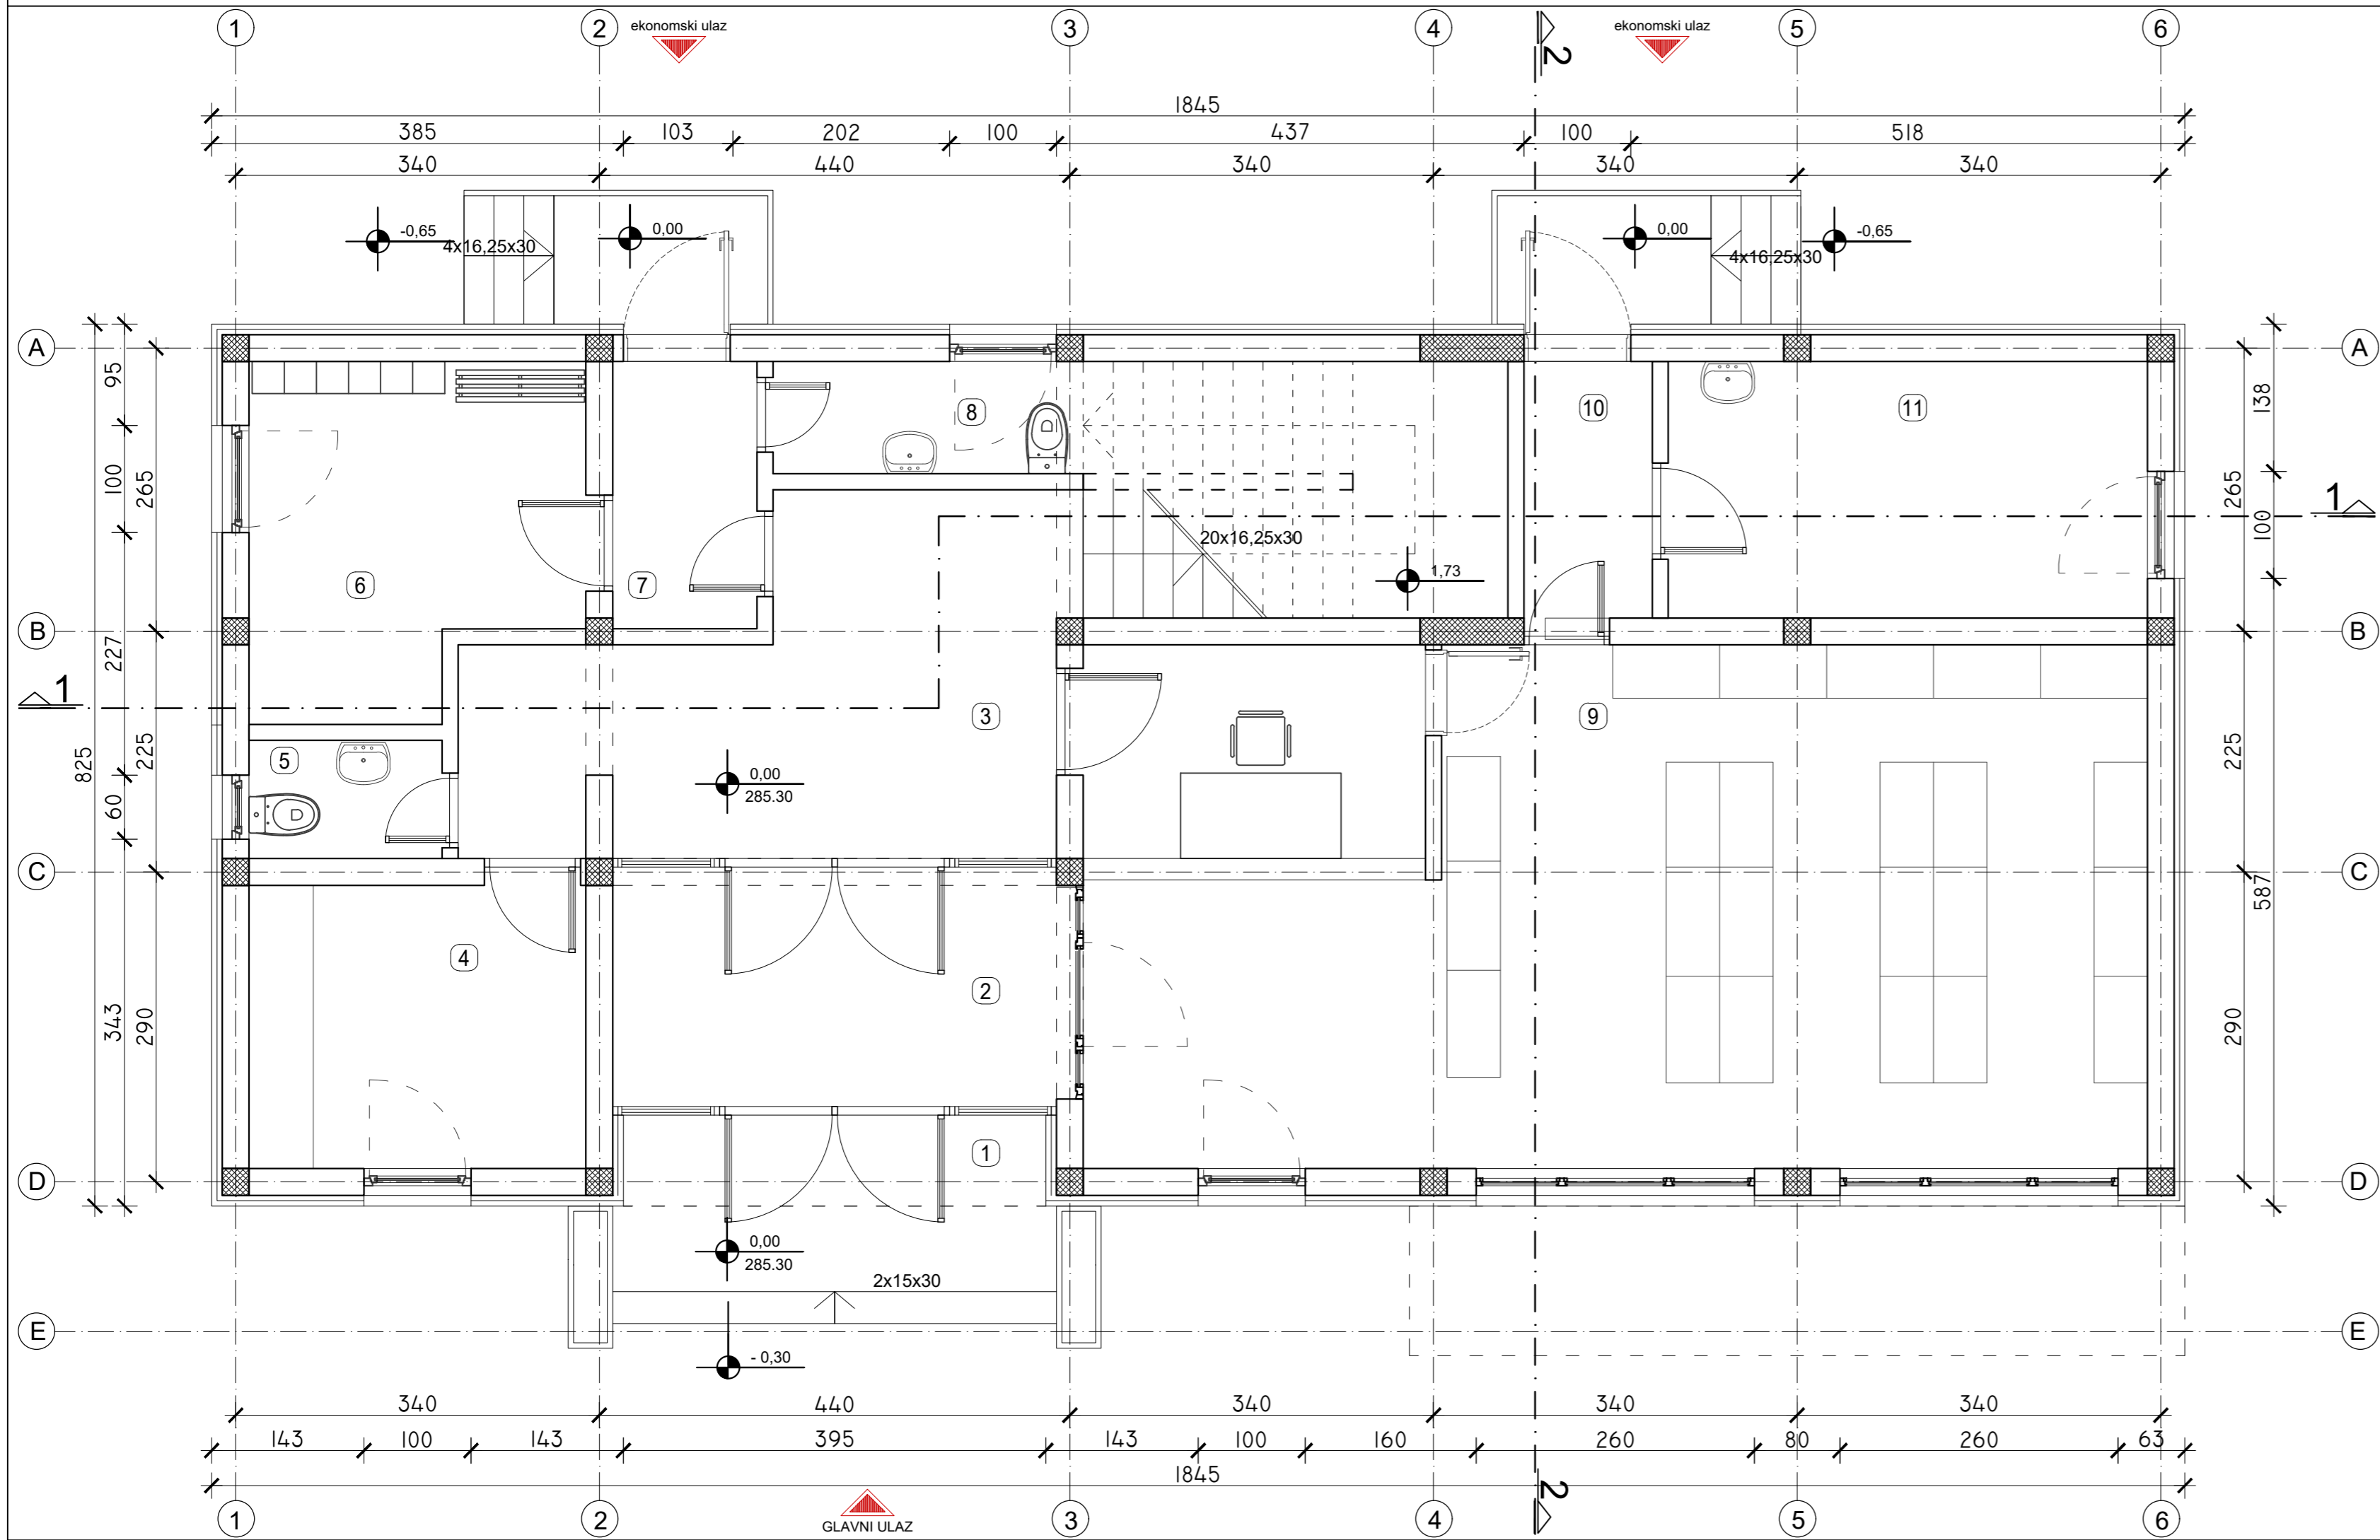 1 2 ekonomski ulaz 3 4 2 ekonomski ulaz 5 6
1845
385 103 202 100 437 100 518
340 440 340 340 340
-0,65 0,00 0,00 -0,65
4x16,25x30 4x16,25x30
A A
95 138
8 10 11
100 265 265 100
1
20x16,25x30
6 7 1,73
B B
227
1
3 9
825 225 5 225
0,00
285.30
60
C C
587
4
2
343 290 290
1
D D
0,00
285.30
2x15x30
E E
- 0,30
340 440 340 340 340
143 100 143 395 143 100 160 260 80 260 63
1845
2
1 2 GLAVNI ULAZ 3 4 5 6